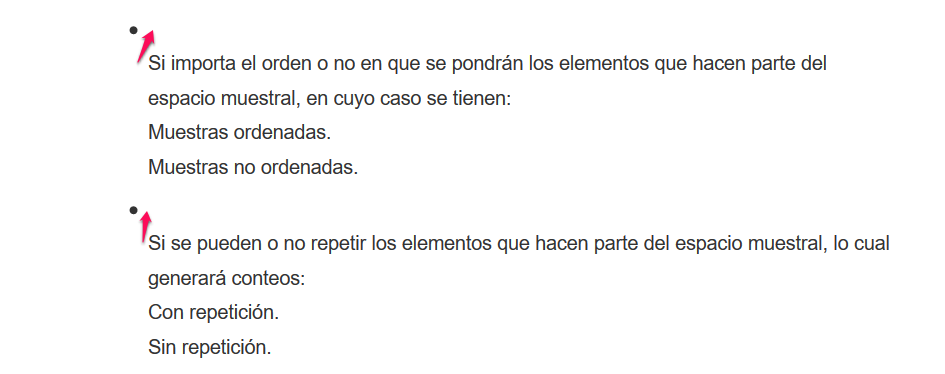 Si importa el orden o no en que se pondrán los elementos que hacen parte del
espacio muestral, en cuyo caso se tienen:
Muestras ordenadas.
Muestras no ordenadas.
Si se pueden o no repetir los elementos que hacen parte del espacio muestral, lo cual
generará conteos:
Con repetición.
Sin repetición.